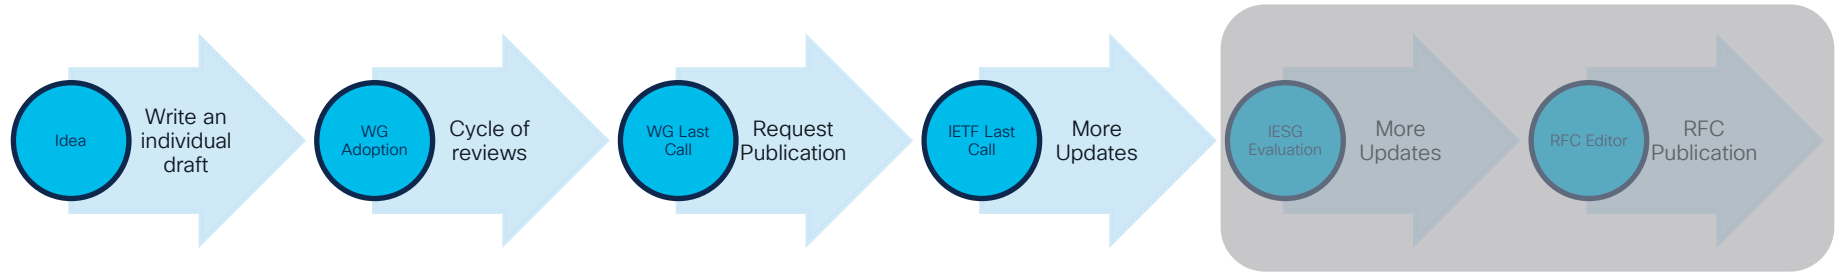 Idea
Write an
individual
draft
WG
Adoption
Cycle of
reviews
WG Last
Call
Request
Publication
IETF Last
Call
More
Updates
IESG
Evaluation
More
Updates
RFC Editor
RFC
Publication